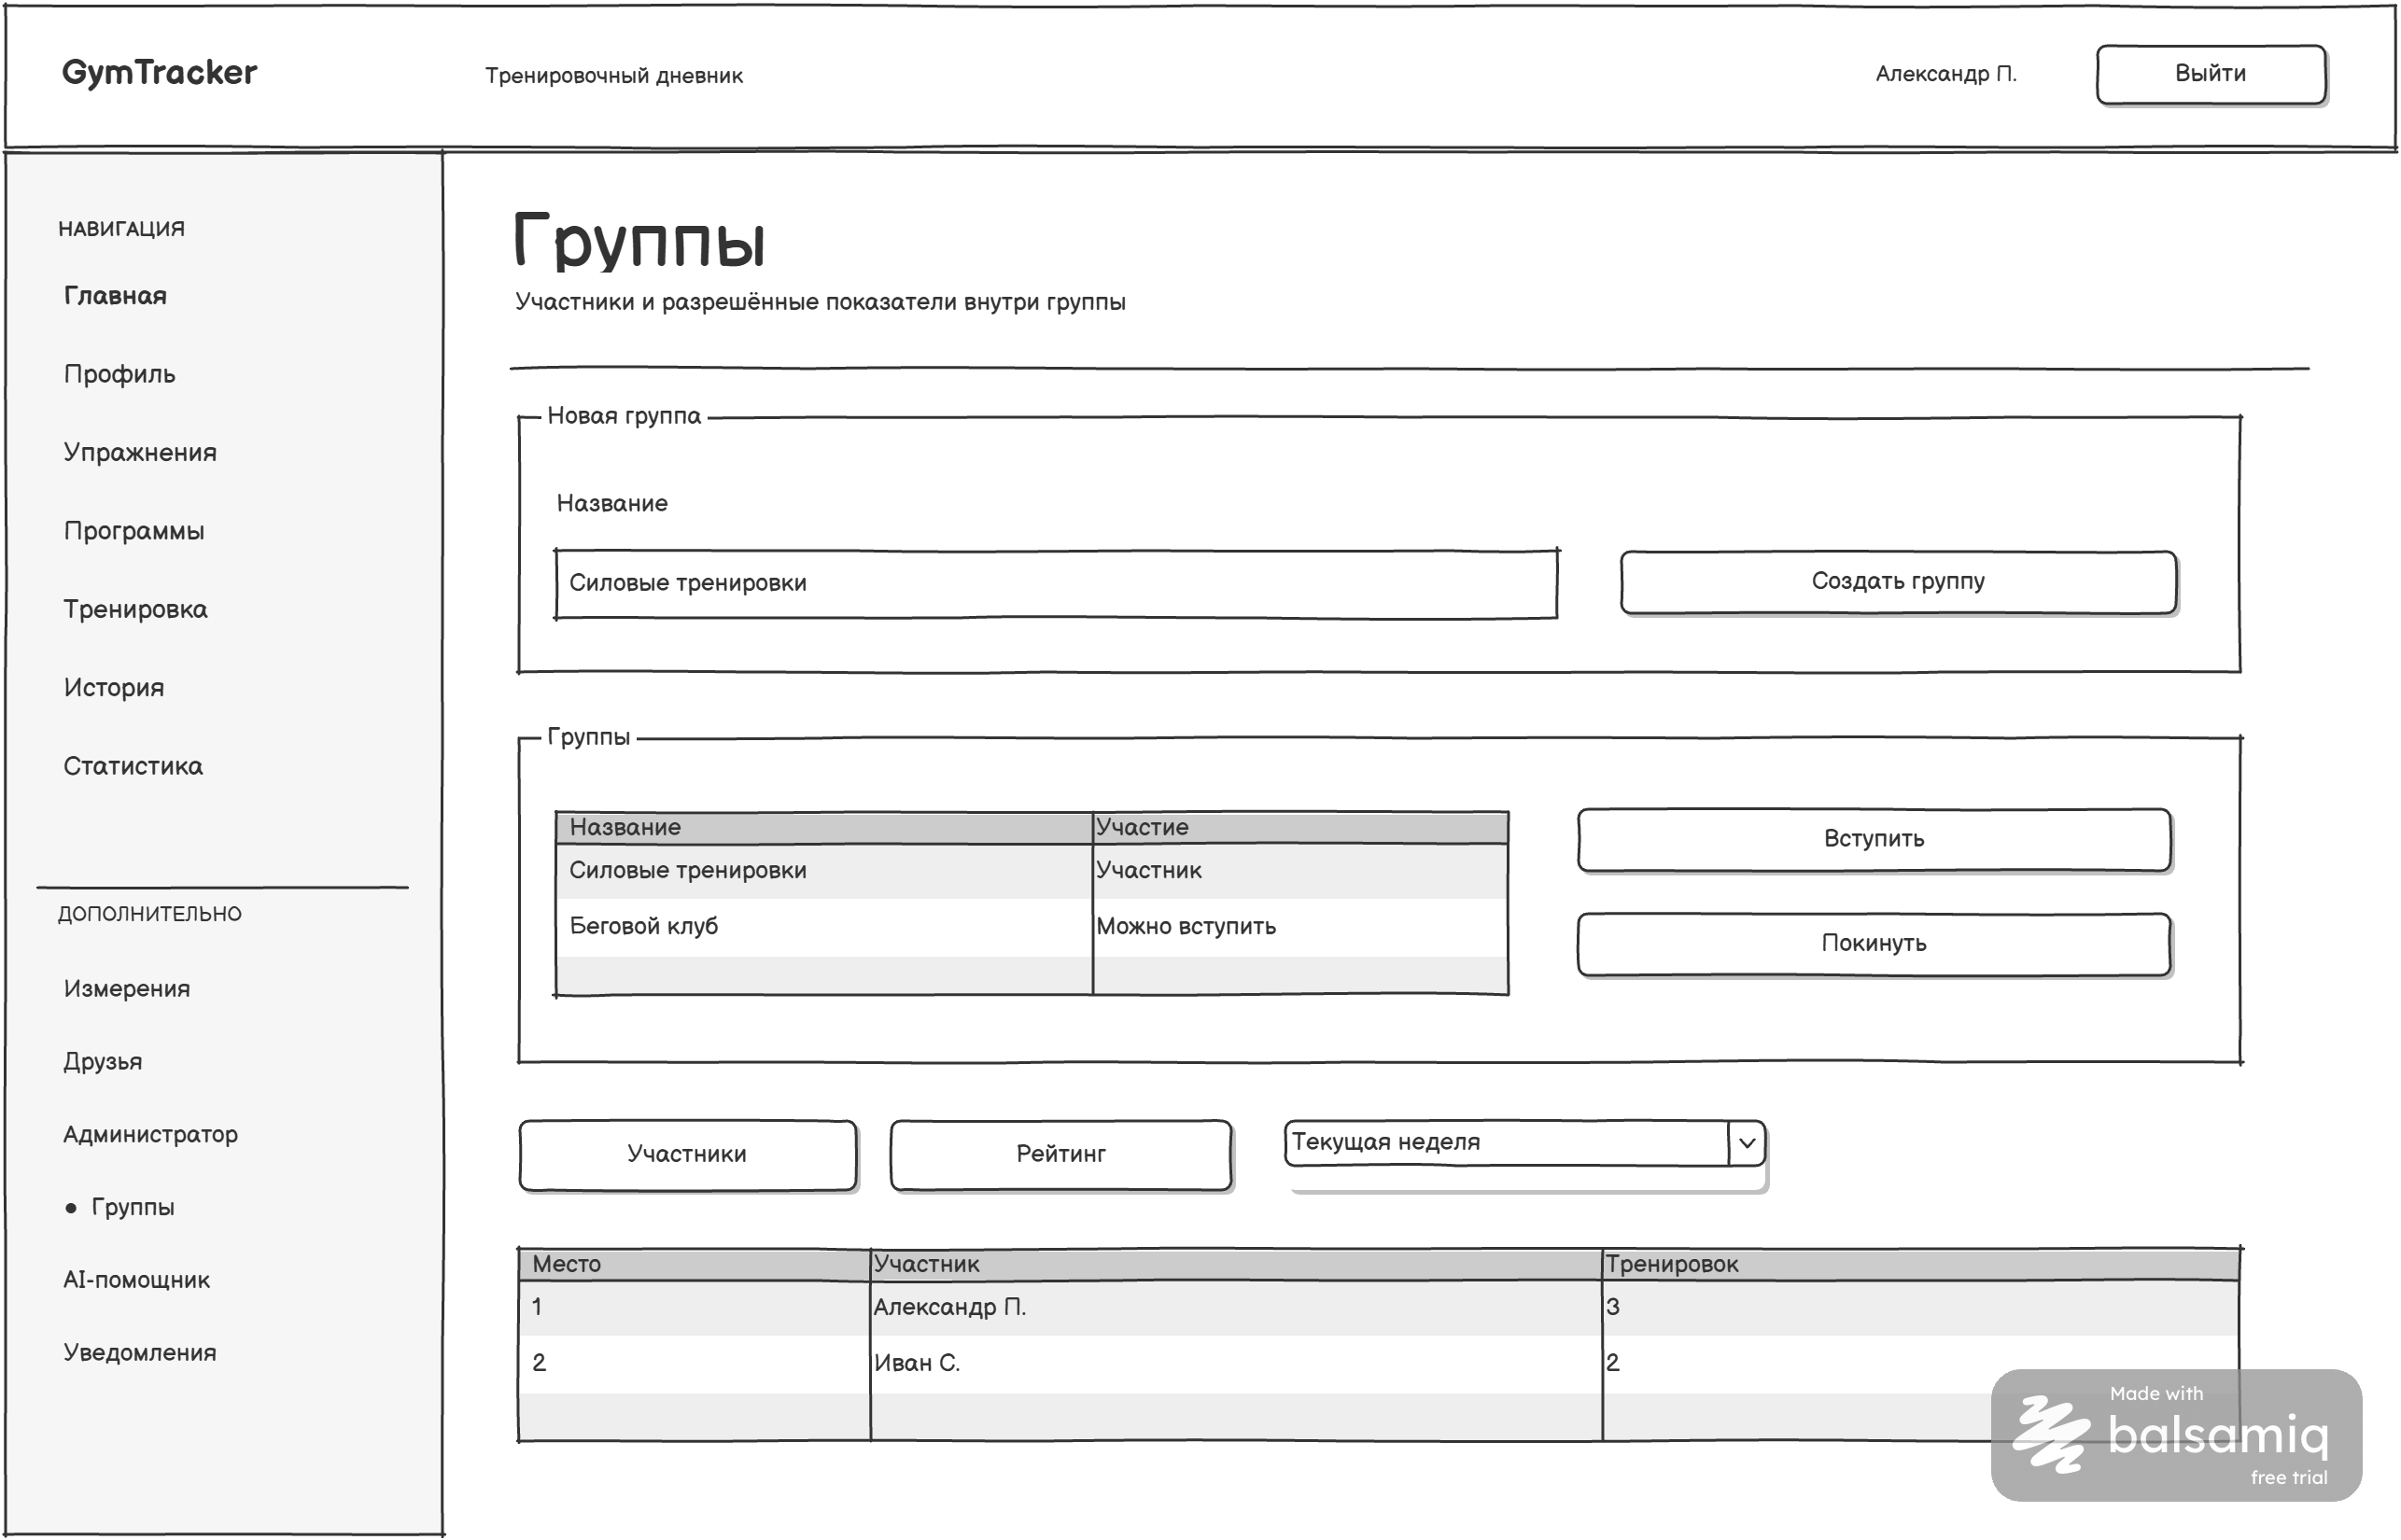 GymTracker
Тренировочный дневник
Александр П.
Выйти
НАВИГАЦИЯ
Главная
Профиль
Упражнения
Программы
Тренировка
История
Статистика
ДОПОЛНИТЕЛЬНО
Измерения
Друзья
Администратор
• Группы
AI-помощник
Уведомления
Группы
Участники и разрешённые показатели внутри группы
Новая группа
Название
Силовые тренировки
Создать группу
Группы
Название Участие
Силовые тренировки Участник
Беговой клуб Можно вступить
Вступить
Покинуть
Участники
Рейтинг
Текущая неделя
Место Участник Тренировок
1 Александр П. 3
2 Иван С. 2
Made with
balsamiq
free trial